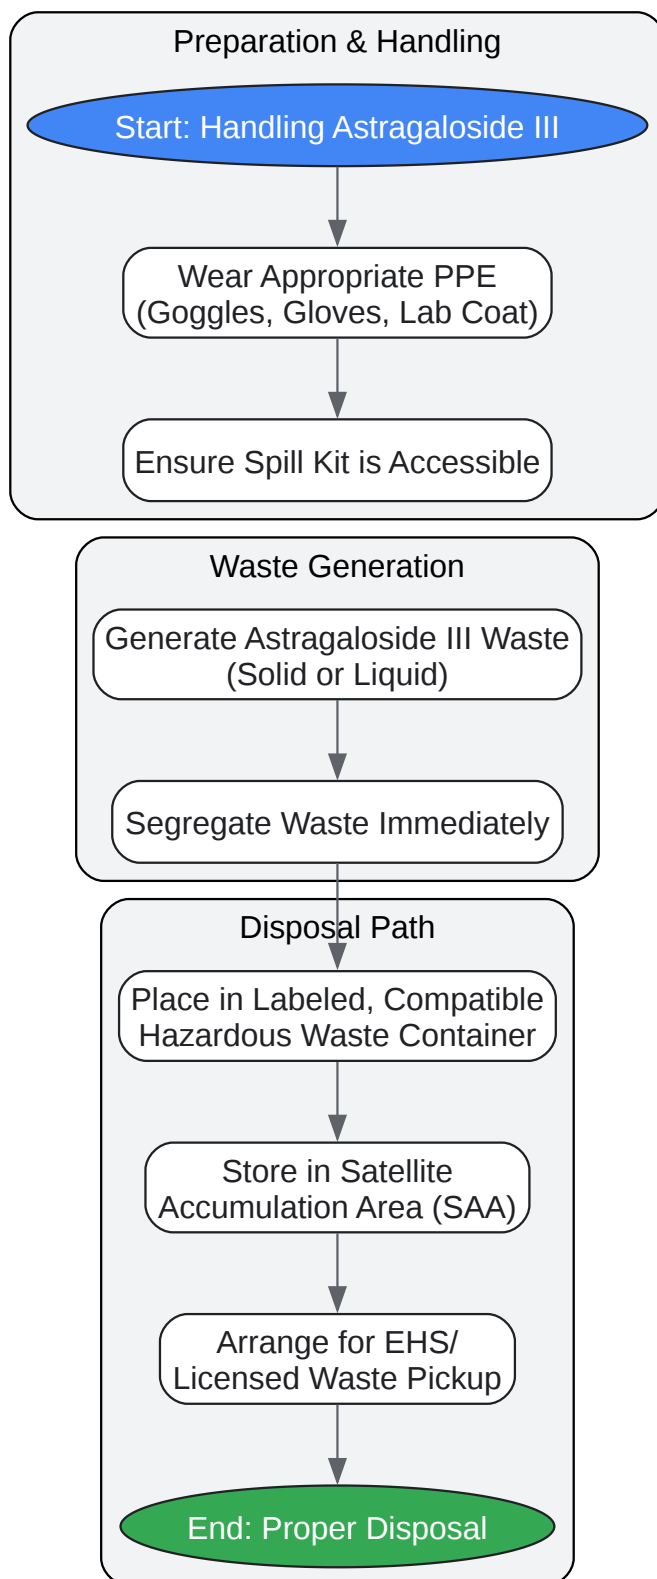 Preparation & Handling
Start: Handling Astragaloside III
Wear Appropriate PPE
(Goggles, Gloves, Lab Coat)
Ensure Spill Kit is Accessible
Waste Generation
Generate Astragaloside III Waste
(Solid or Liquid)
Segregate Waste Immediately
Disposal Path
Place in Labeled, Compatible
Hazardous Waste Container
Store in Satellite
Accumulation Area (SAA)
Arrange for EHS/
Licensed Waste Pickup
End: Proper Disposal